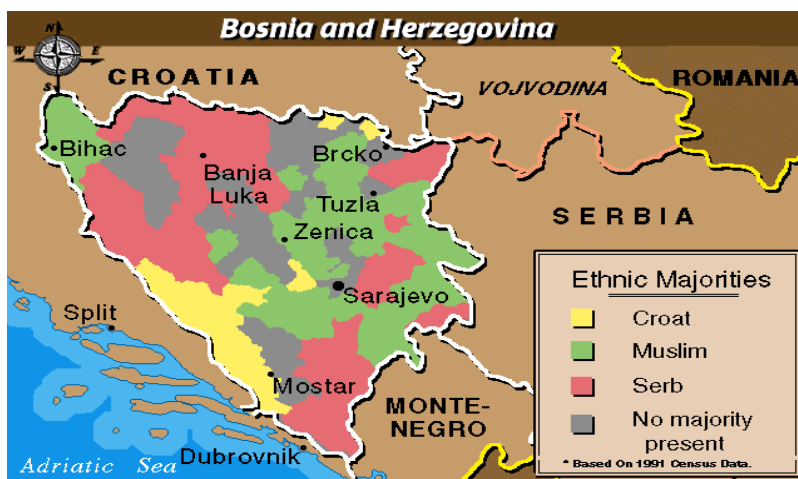 Bosnia and Herzegovina
N
W E
S
CROATIA
VOJVODINA
ROMANIA
Bihac
Banja
Luka
Brcko
Tuzla
Zenica
SERBIA
Sarajevo
Split
Mostar
MONTE-
NEGRO
Dubrovnik
Adriatic Sea
Ethnic Majorities
Croat
Muslim
Serb
No majority
present
* Based On 1991 Census Data.